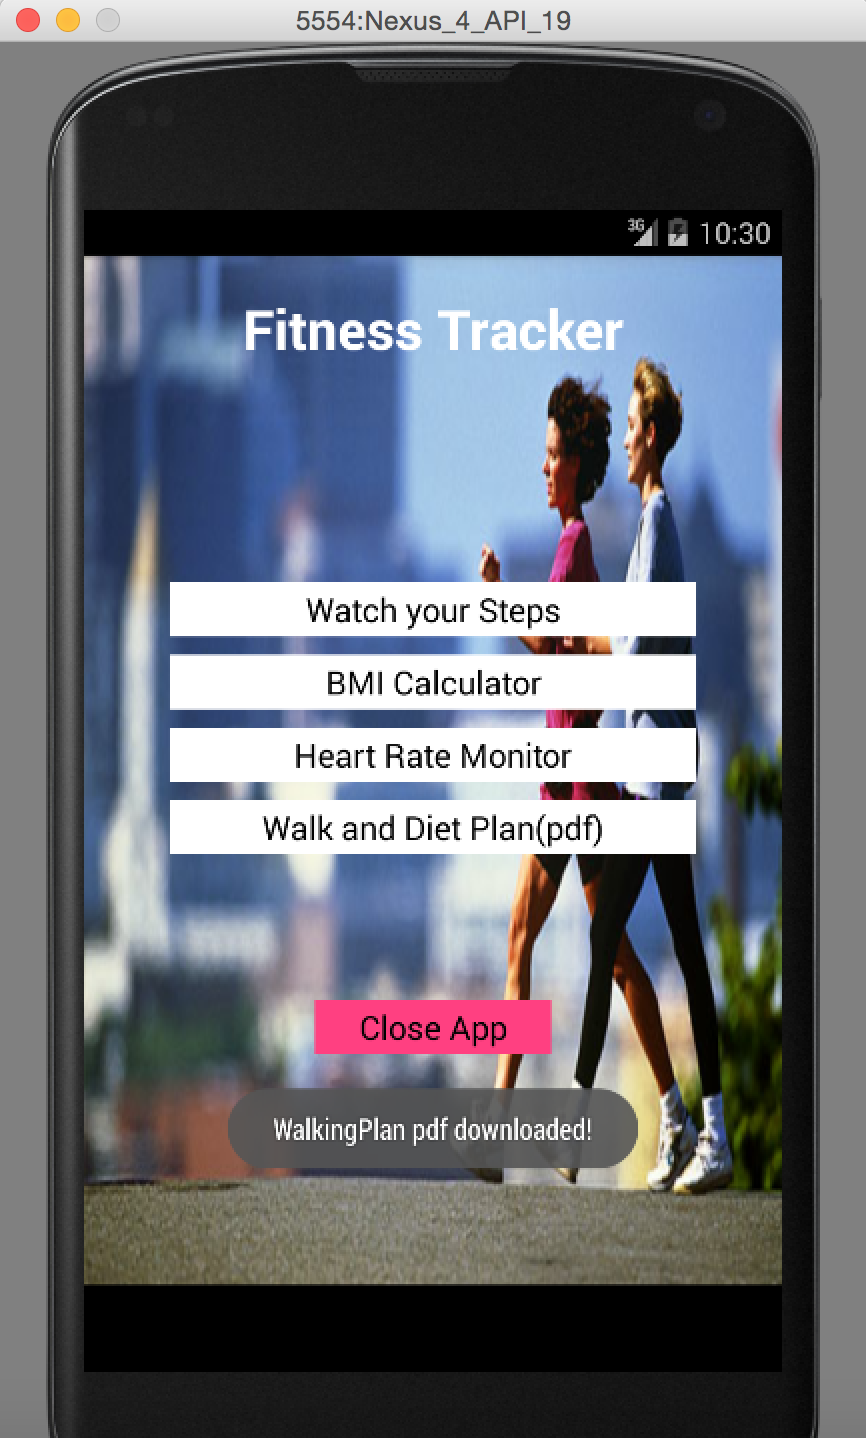 5554:Nexus_4_API_19
3G 10:30
Fitness Tracker
Watch your Steps
BMI Calculator
Heart Rate Monitor
Walk and Diet Plan(pdf)
Close App
WalkingPlan pdf downloaded!